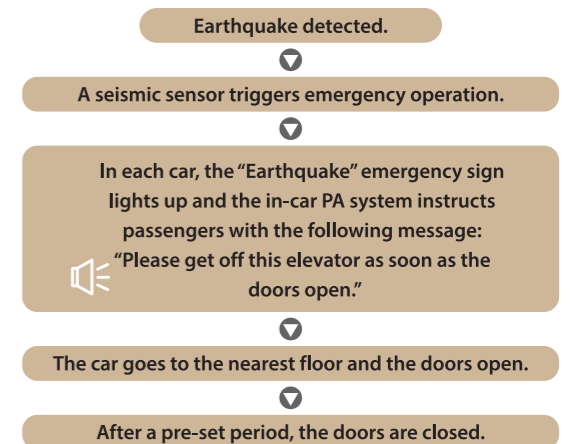 Earthquake detected.
A seismic sensor triggers emergency operation.
In each car, the “Earthquake” emergency sign
lights up and the in-car PA system instructs
passengers with the following message:
“Please get off this elevator as soon as the
doors open.”
The car goes to the nearest floor and the doors open.
After a pre-set period, the doors are closed.